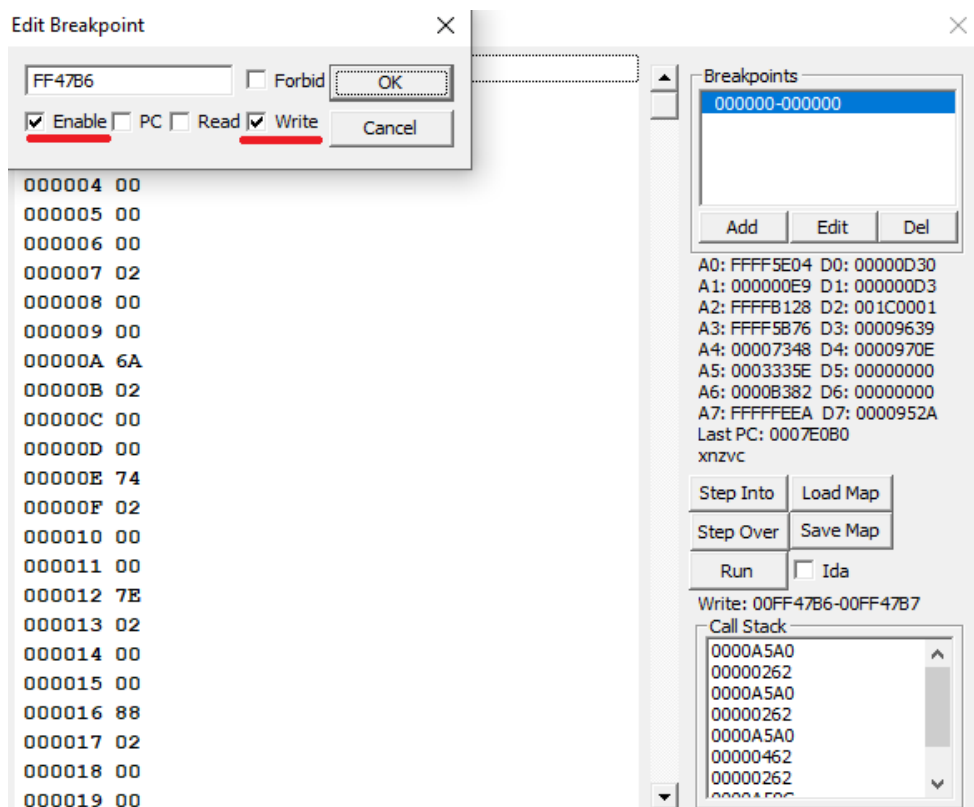 Edit Breakpoint
FF47B6
Forbid
OK
Enable
PC
Read
Write
Cancel
000004 00
000005 00
000006 00
000007 02
000008 00
000009 00
00000A 6A
00000B 02
00000C 00
00000D 00
00000E 74
00000F 02
000010 00
000011 00
000012 7E
000013 02
000014 00
000015 00
000016 88
000017 02
000018 00
000019 00
Breakpoints
000000-000000
Add
Edit
Del
A0: FFFF5E04 D0: 00000D30
A1: 000000E9 D1: 000000D3
A2: FFFFB128 D2: 001C0001
A3: FFFF5B76 D3: 00009639
A4: 00007348 D4: 0000970E
A5: 0003335E D5: 00000000
A6: 0000B382 D6: 00000000
A7: FFFFFEEA D7: 0000952A
Last PC: 0007E0B0
xnzvc
Step Into
Load Map
Step Over
Save Map
Run
Ida
Write: 00FF47B6-00FF47B7
Call Stack
0000A5A0
00000262
0000A5A0
00000262
0000A5A0
00000462
00000262